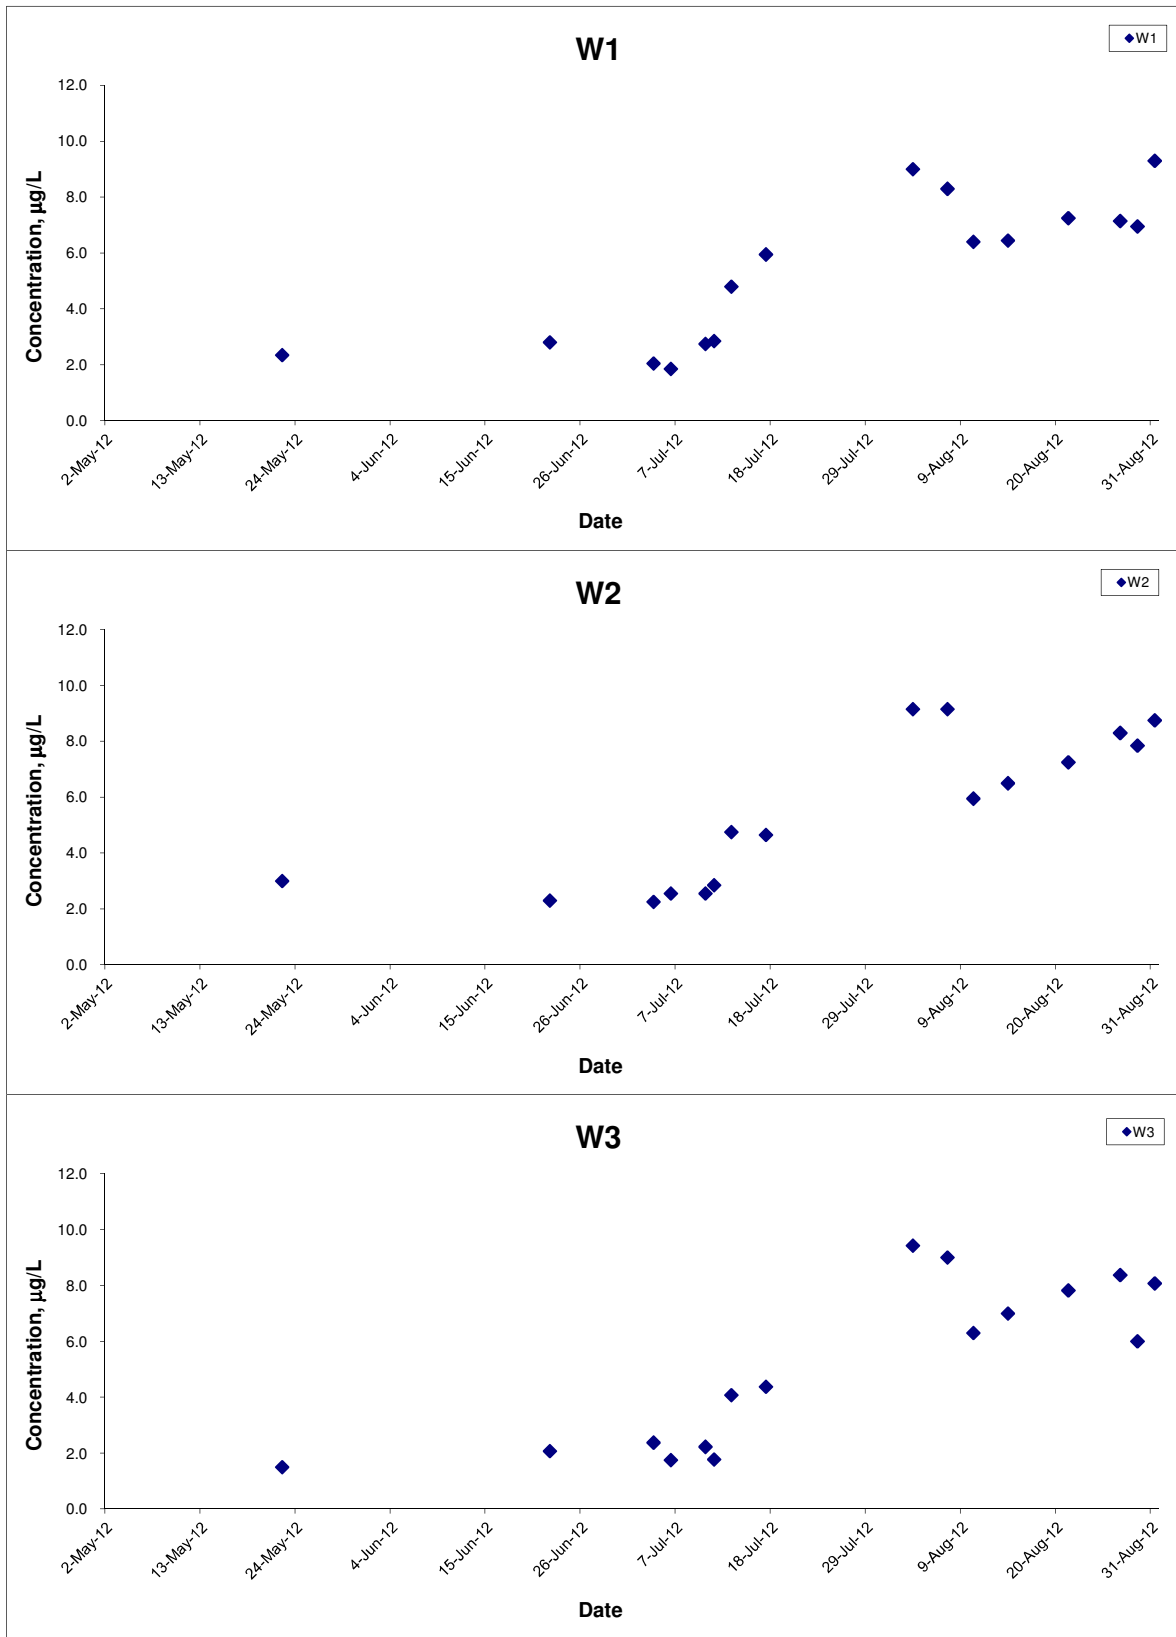 W1
W1
12.0
10.0
8.0
6.0
4.0
2.0
0.0
Concentration, µg/L
2-May-12
13-May-12
24-May-12
4-Jun-12
15-Jun-12
26-Jun-12
7-Jul-12
18-Jul-12
29-Jul-12
9-Aug-12
20-Aug-12
31-Aug-12
Date
W2
W2
12.0
10.0
8.0
6.0
4.0
2.0
0.0
Concentration, µg/L
2-May-12
13-May-12
24-May-12
4-Jun-12
15-Jun-12
26-Jun-12
7-Jul-12
18-Jul-12
29-Jul-12
9-Aug-12
20-Aug-12
31-Aug-12
Date
W3
W3
12.0
10.0
8.0
6.0
4.0
2.0
0.0
Concentration, µg/L
2-May-12
13-May-12
24-May-12
4-Jun-12
15-Jun-12
26-Jun-12
7-Jul-12
18-Jul-12
29-Jul-12
9-Aug-12
20-Aug-12
31-Aug-12
Date